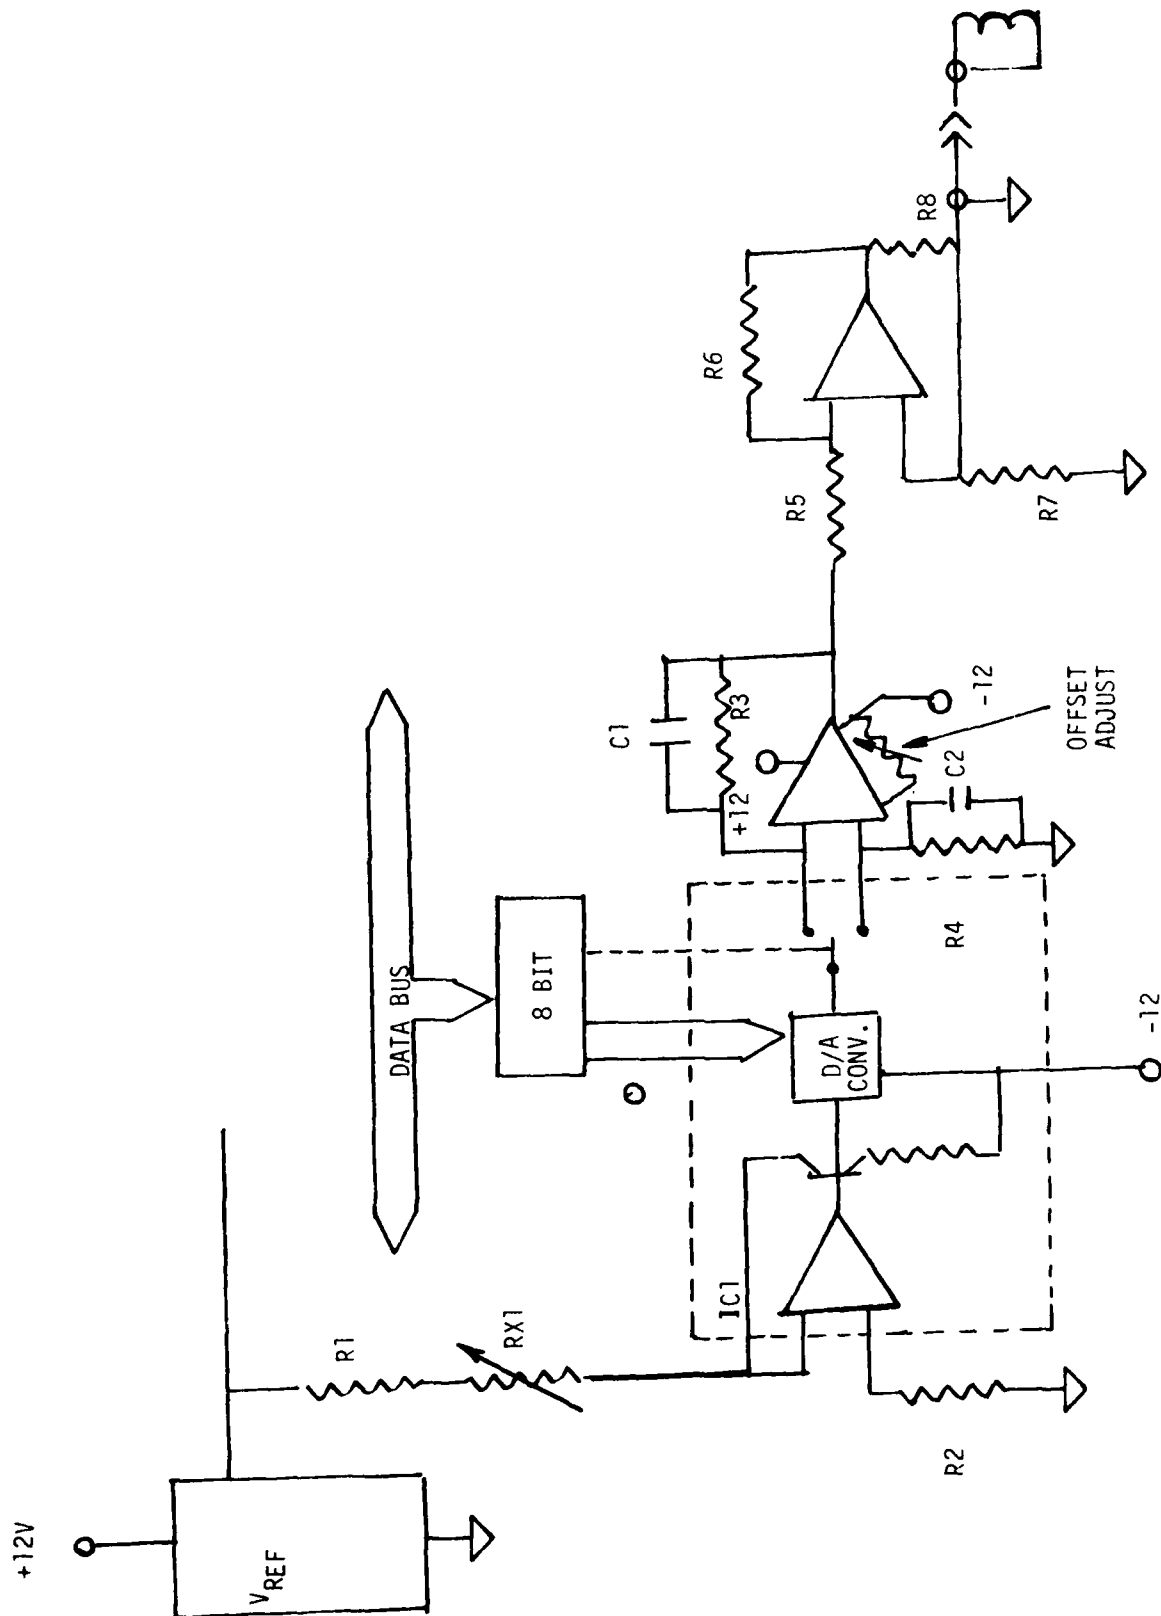 +12V
VREF
R1
RX1
R2
IC1
DATA BUS
8 BIT
D/A
CONV.
-12
R4
C1
R3
+12
-12
OFFSET
ADJUST
C2
R5
R6
R7
R8